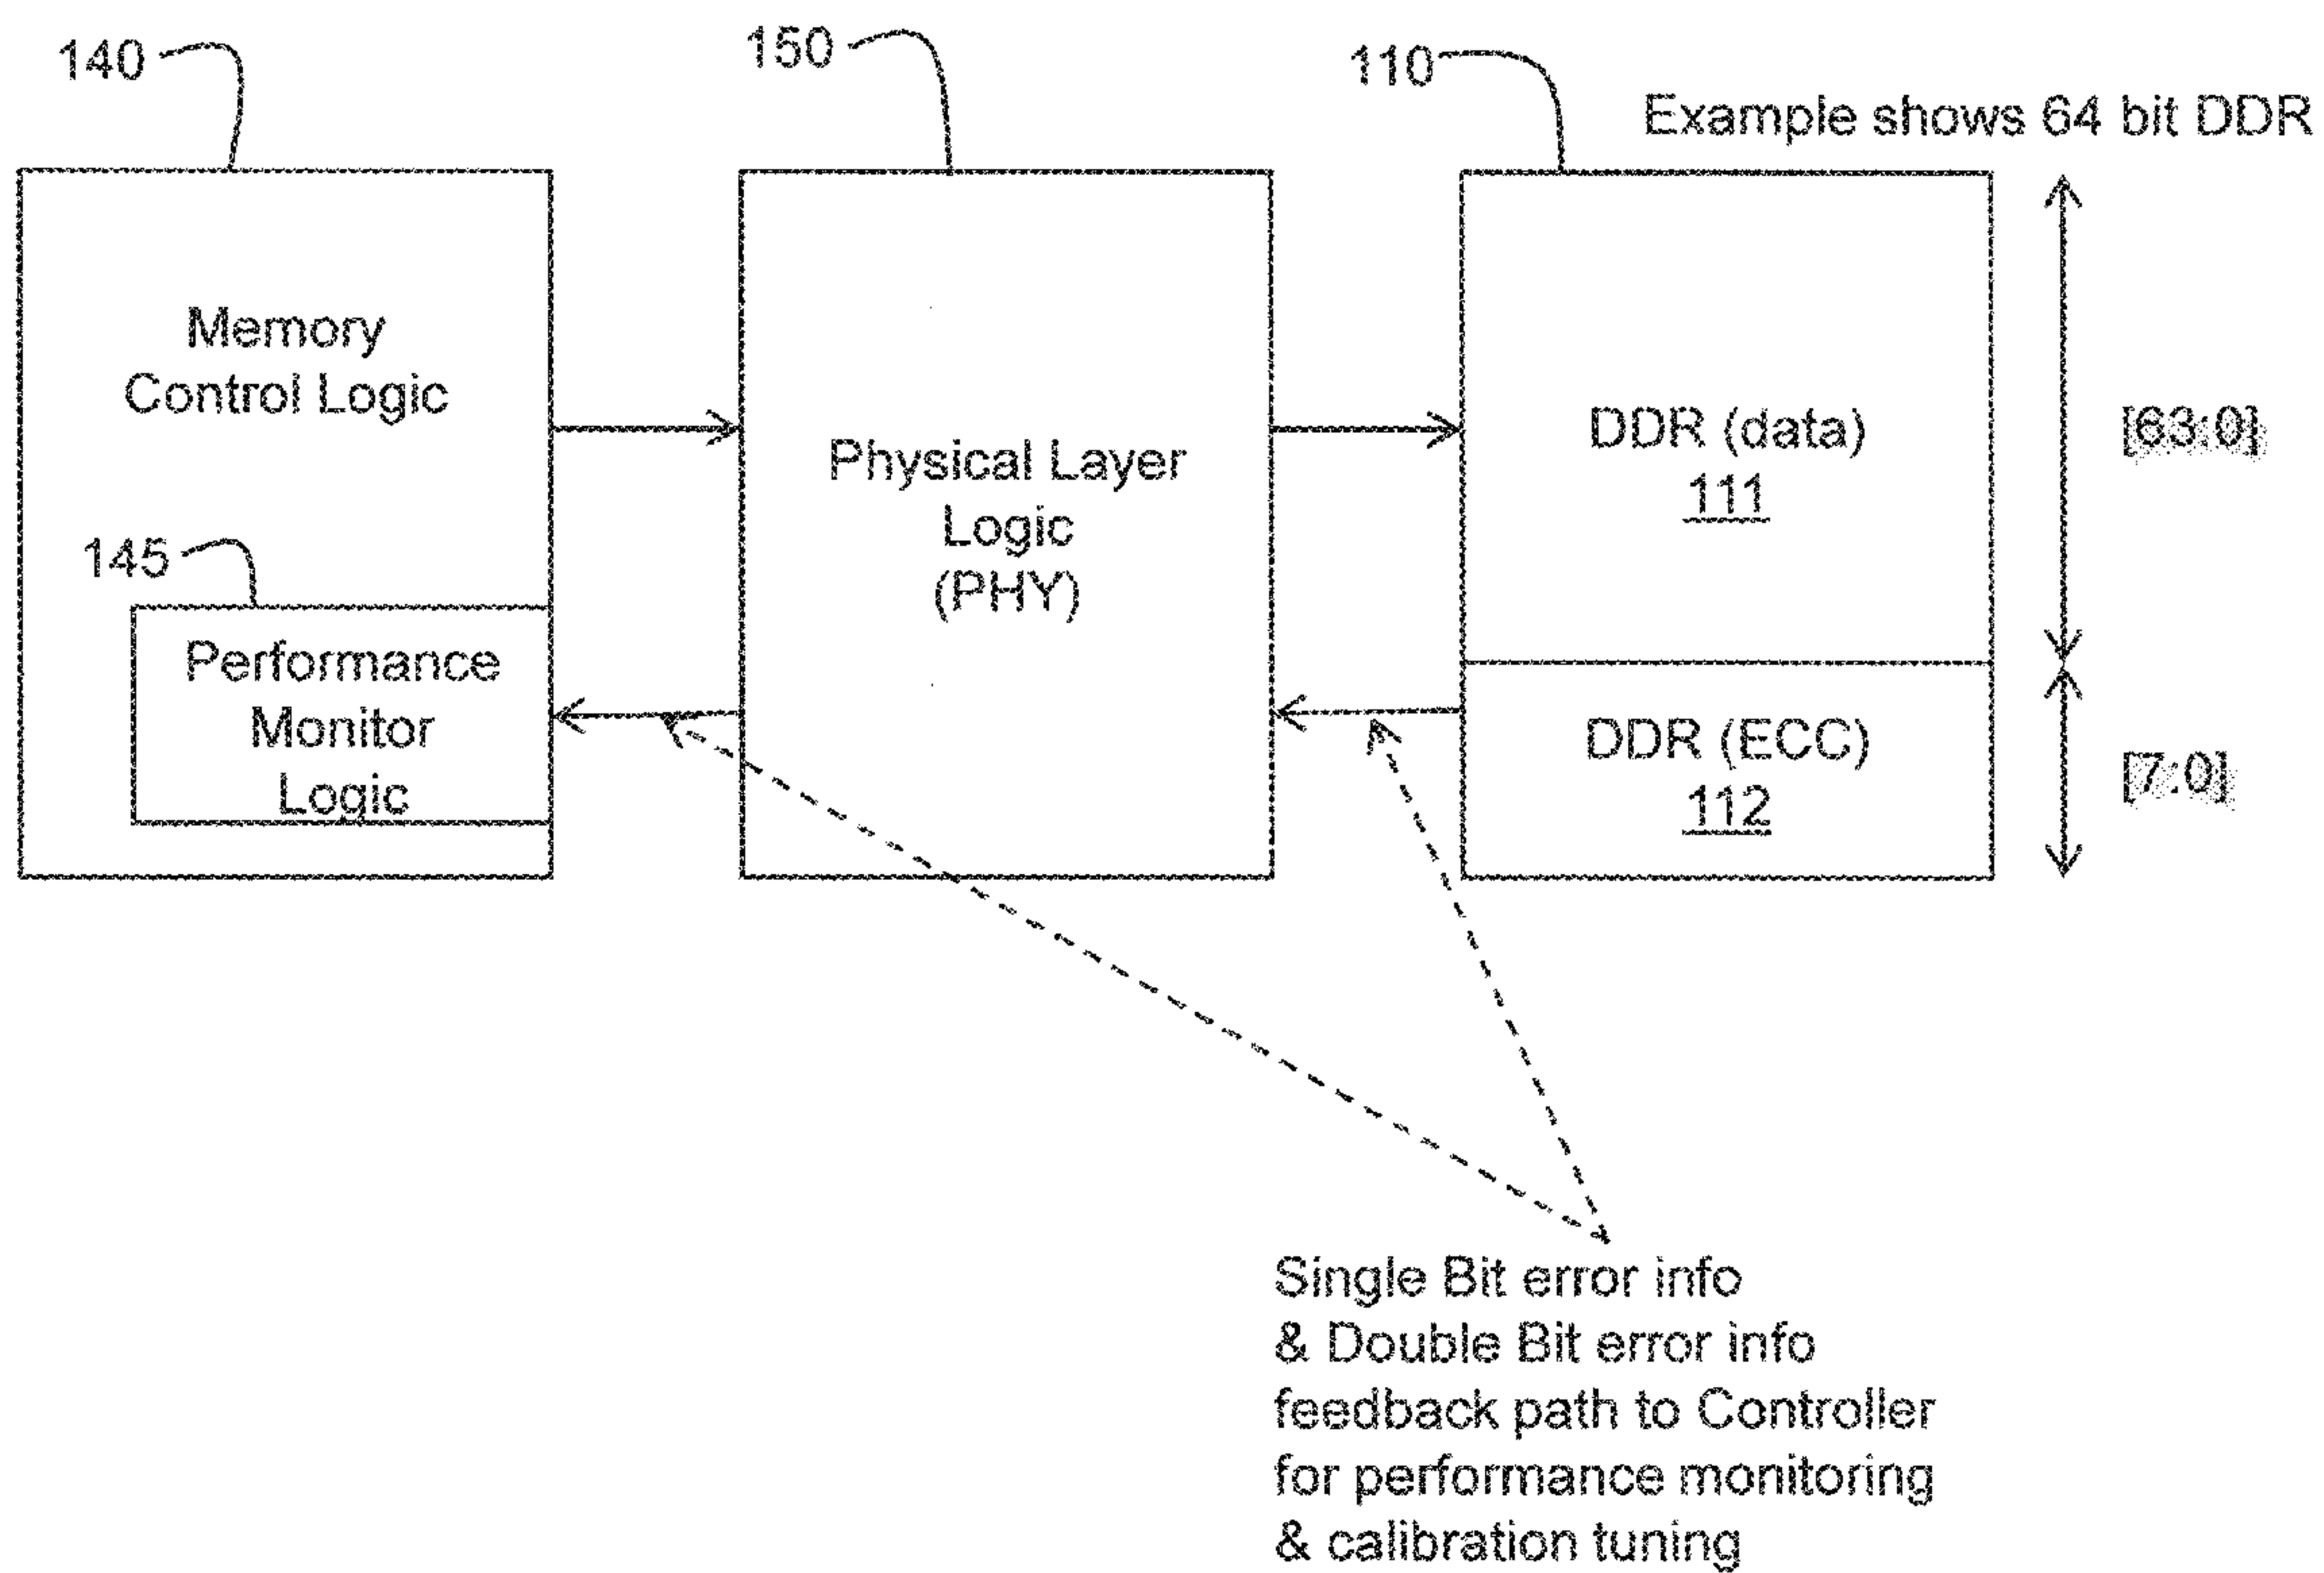 140
150
110
Example shows 64 bit DDR
Memory
Control Logic
145
Performance
Monitor
Logic
Physical Layer
Logic
(PHY)
DDR (data)
111
[63:0]
DDR (ECC)
112
[7:0]
Single Bit error info
& Double Bit error info
feedback path to Controller
for performance monitoring
& calibration tuning